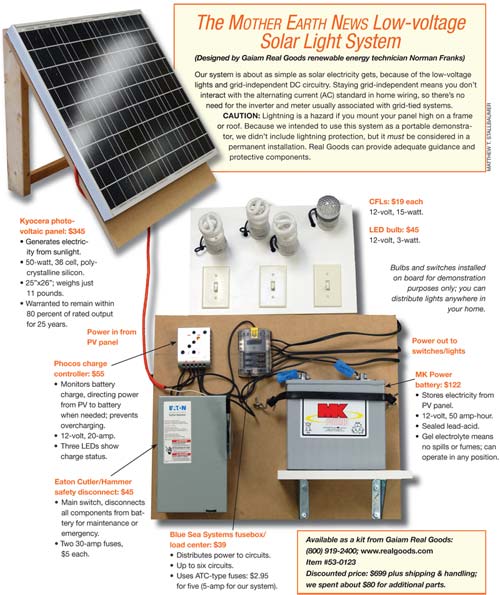 The MOTHER EARTH NEWS Low-voltage
Solar Light System
(Designed by Gaiam Real Goods renewable energy technician Norman Franks)
Our system is about as simple as solar electricity gets, because of the low-voltage
lights and grid-independent DC circuitry. Staying grid-independent means you don't
interact with the alternating current (AC) standard in home wiring, so there's no
need for the inverter and meter usually associated with grid-tied systems.
CAUTION: Lightning is a hazard if you mount your panel high on a frame
or roof. Because we intended to use this system as a portable demonstra-
tor, we didn't include lightning protection, but it must be considered in a
permanent installation. Real Goods can provide adequate guidance and
protective components.
MATTHEW T. STALLBAUMER
Kyocera photo-
voltaic panel: $345
• Generates electric-
ity from sunlight.
• 50-watt, 36 cell, poly-
crystalline silicon.
• 25"x26"; weighs just
11 pounds.
• Warranted to remain within
80 percent of rated output
for 25 years.
CFLs: $19 each
12-volt, 15-watt.
LED bulb: $45
12-volt, 3-watt.
Bulbs and switches installed
on board for demonstration
purposes only; you can
distribute lights anywhere in
your home.
Power in from
PV panel
Phocos charge
controller: $55
• Monitors battery
charge, directing power
from PV to battery
when needed; prevents
overcharging.
• 12-volt, 20-amp.
• Three LEDs show
charge status.
Eaton Cutler/Hammer
safety disconnect: $45
• Main switch, disconnects
all components from bat-
tery for maintenance or
emergency.
• Two 30-amp fuses,
$5 each.
EATON
MK
Power out to
switches/lights
MK Power
battery: $122
• Stores electricity from
PV panel.
• 12-volt, 50 amp-hour.
• Sealed lead-acid.
• Gel electrolyte means
no spills or fumes; can
operate in any position.
Blue Sea Systems fusebox/
load center: $39
• Distributes power to circuits.
• Up to six circuits.
• Uses ATC-type fuses: $2.95
for five (5-amp for our system).
Available as a kit from Gaiam Real Goods:
(800) 919-2400; www.realgoods.com
Item #53-0123
Discounted price: $699 plus shipping & handling;
we spent about $80 for additional parts.